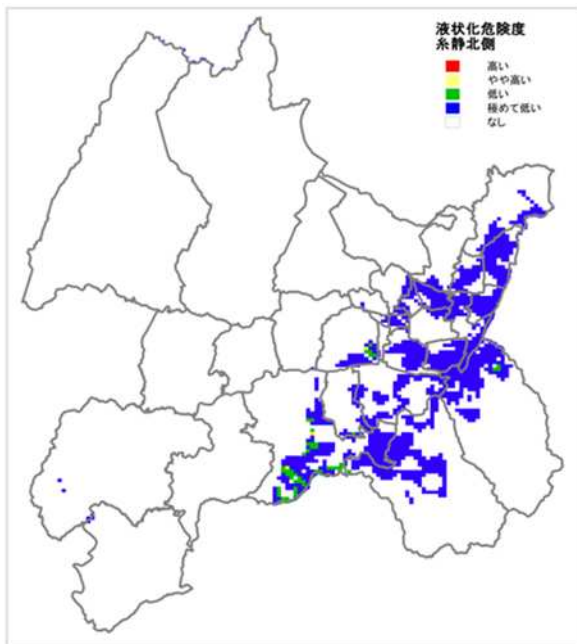 液状化危険度
糸静北側
高い
やや高い
低い
極めて低い
なし